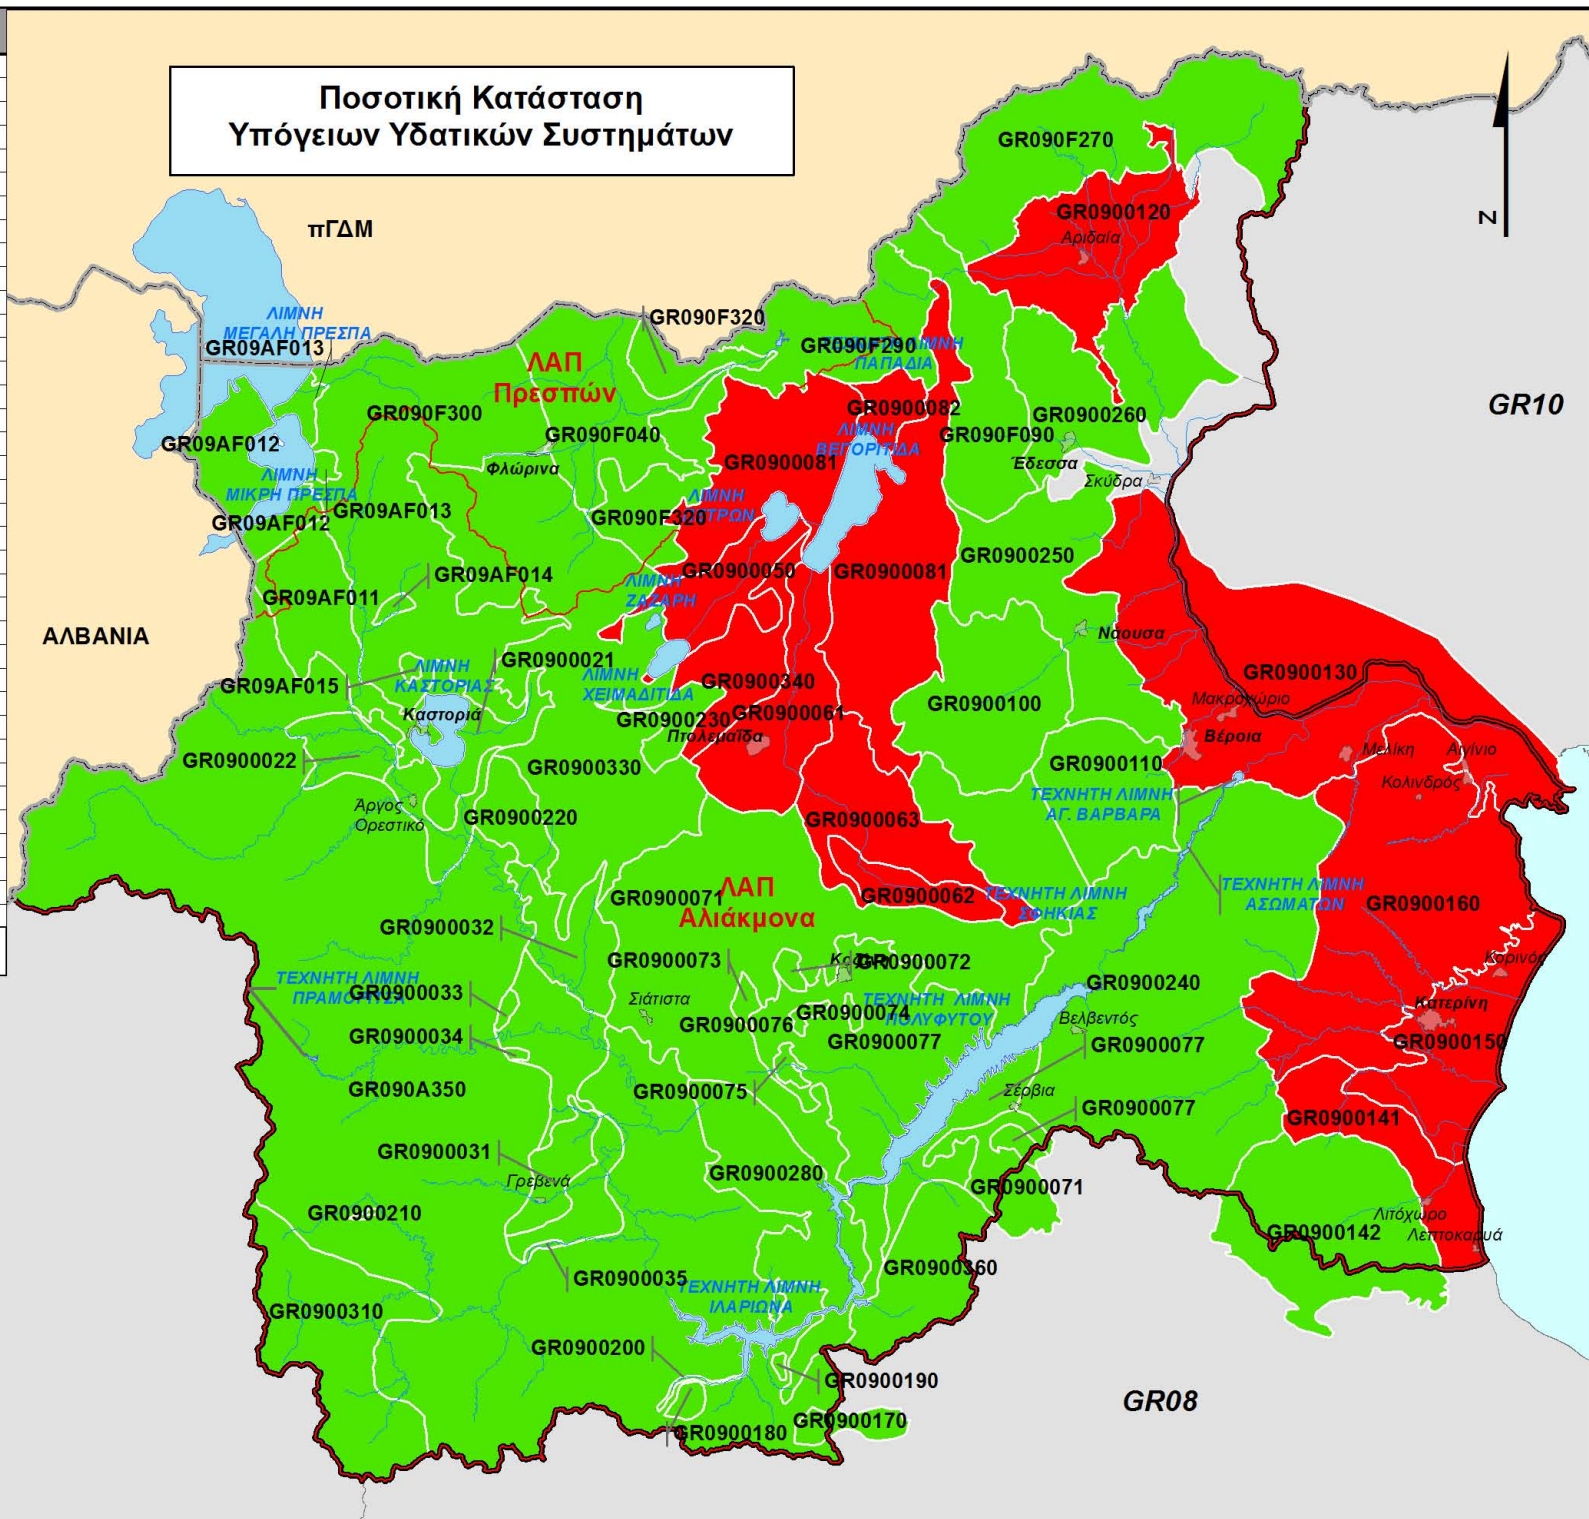 Ποσοτική Κατάσταση
Υπόγειων Υδατικών Συστημάτων
Ζ
GR090F270
πΓΔΜ
GR0900120
Αριδαία
ΛΙΜΝΗ
ΜΕΓΑΛΗ ΠΡΕΣΠΑ
GR09AF013
GR090F320
GR090F290
ΛΙΜΝΗ
ΠΑΠΑΔΙΑ
ΛΑΠ
Πρεσπών
GR090F300
GR0900082
GR0900260
GR10
GR09AF012
GR090F040
GR090F090
ΛΙΜΝΗ
ΒΕΓΟΡΙΤΙΔΑ
Φλώρινα
GR0900081
Έδεσσα
Σκύδρα
ΛΙΜΝΗ
ΜΙΚΡΗ ΠΡΕΣΠΑ
GR09AF013
GR09AF012
ΛΙΜΝΗ
GR090F320
GR0900250
GR09AF014
GR0900050
GR0900081
GR09AF011
ΛΙΜΝΗ
ΖΑΖΑΡΗ
ΑΛΒΑΝΙΑ
Νάουσα
GR0900021
ΛΙΜΝΗ
ΚΑΣΤΟΡΙΑΣ
GR09AF015
ΛΙΜΝΗ
ΧΕΙΜΑΔΙΤΙΔΑ
GR0900340
GR0900130
Μακροχώριο
Καστοριά
GR0900230
GR0900061
GR0900100
Πτολεμαΐδα
Βέροια
Μελίκη
Αιγίνιο
GR0900022
GR0900330
GR0900110
Κολινδρός
Άργος
Ορεστικό
ΤΕΧΝΗΤΗ ΛΙΜΝΗ
ΑΓ. ΒΑΡΒΑΡΑ
GR0900220
GR0900063
GR0900071
ΛΑΠ
Αλιάκμονα
GR0900062
ΤΕΧΝΗΤΗ ΛΙΜΝΗ
ΣΦΗΚΙΑΣ
ΤΕΧΝΗΤΗ ΛΙΜΝΗ
ΑΣΩΜΑΤΩΝ
GR0900160
GR0900032
GR0900073
GR0900072
Κορινός
ΤΕΧΝΗΤΗ ΛΙΜΝΗ
GR0900033
GR0900240
Σιάτιστα
ΤΕΧΝΗΤΗ ΛΙΜΝΗ
ΠΟΛΥΦΥΤΟΥ
Κατερίνη
GR0900074
GR0900076
Βελβεντός
GR0900034
GR0900077
GR0900077
GR0900150
GR090A350
GR0900075
Σέρβια
GR0900077
GR0900141
GR0900031
Γρεβενά
GR0900280
GR0900071
GR0900210
Λιτόχωρο
Λεπτοκαρυά
GR0900142
GR0900035
GR0900360
ΤΕΧΝΗΤΗ ΛΙΜΝΗ
ΙΛΑΡΙΩΝΑ
GR0900310
GR0900200
GR0900190
GR08
GR0900170
GR0900180